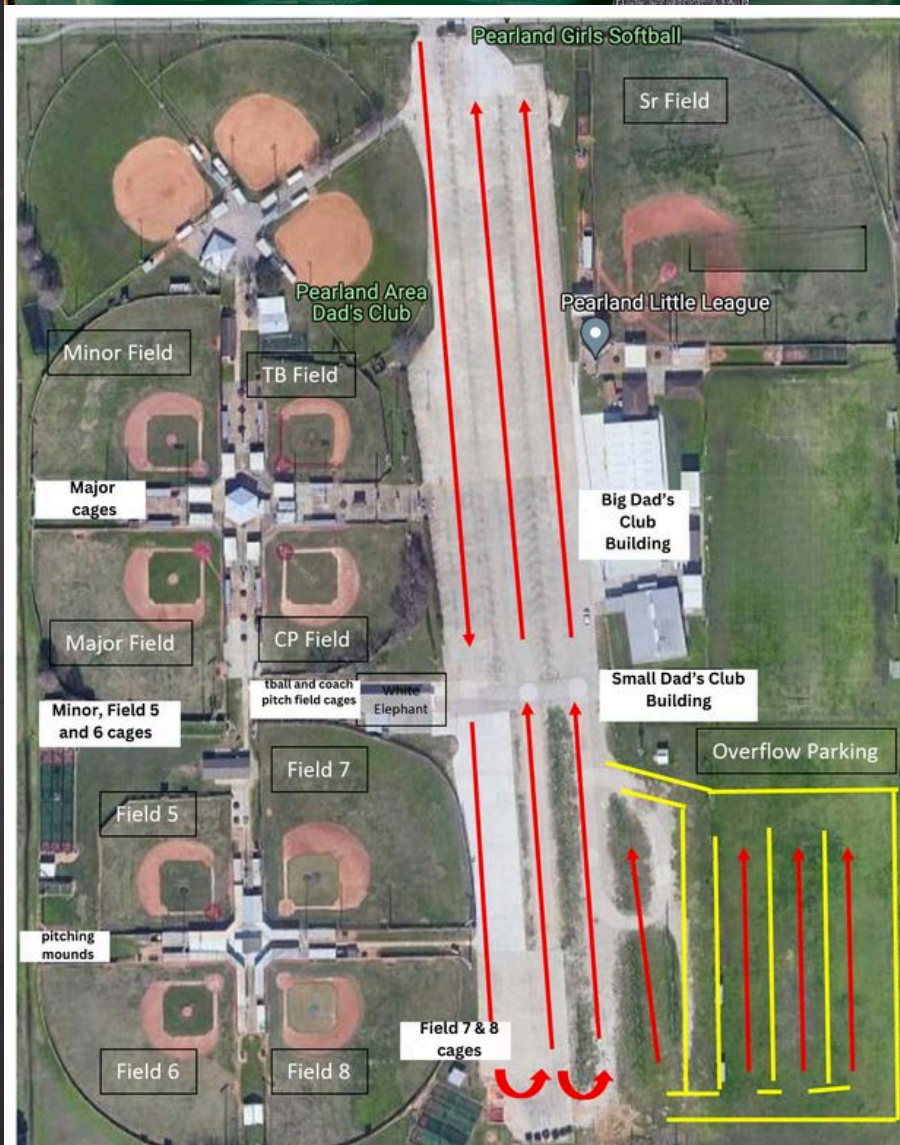 Pearland Girls Softball
Sr Field
Pearland Area
Dad's Club
Pearland Little League
Minor Field
TB Field
Major
cages
Big Dad's
Club
Building
Major Field
CP Field
tball and coach
pitch field cages
White
Elephant
Small Dad's Club
Building
Minor, Field 5
and 6 cages
Overflow Parking
Field 7
Field 5
pitching
mounds
Field 7 & 8
cages
Field 6
Field 8